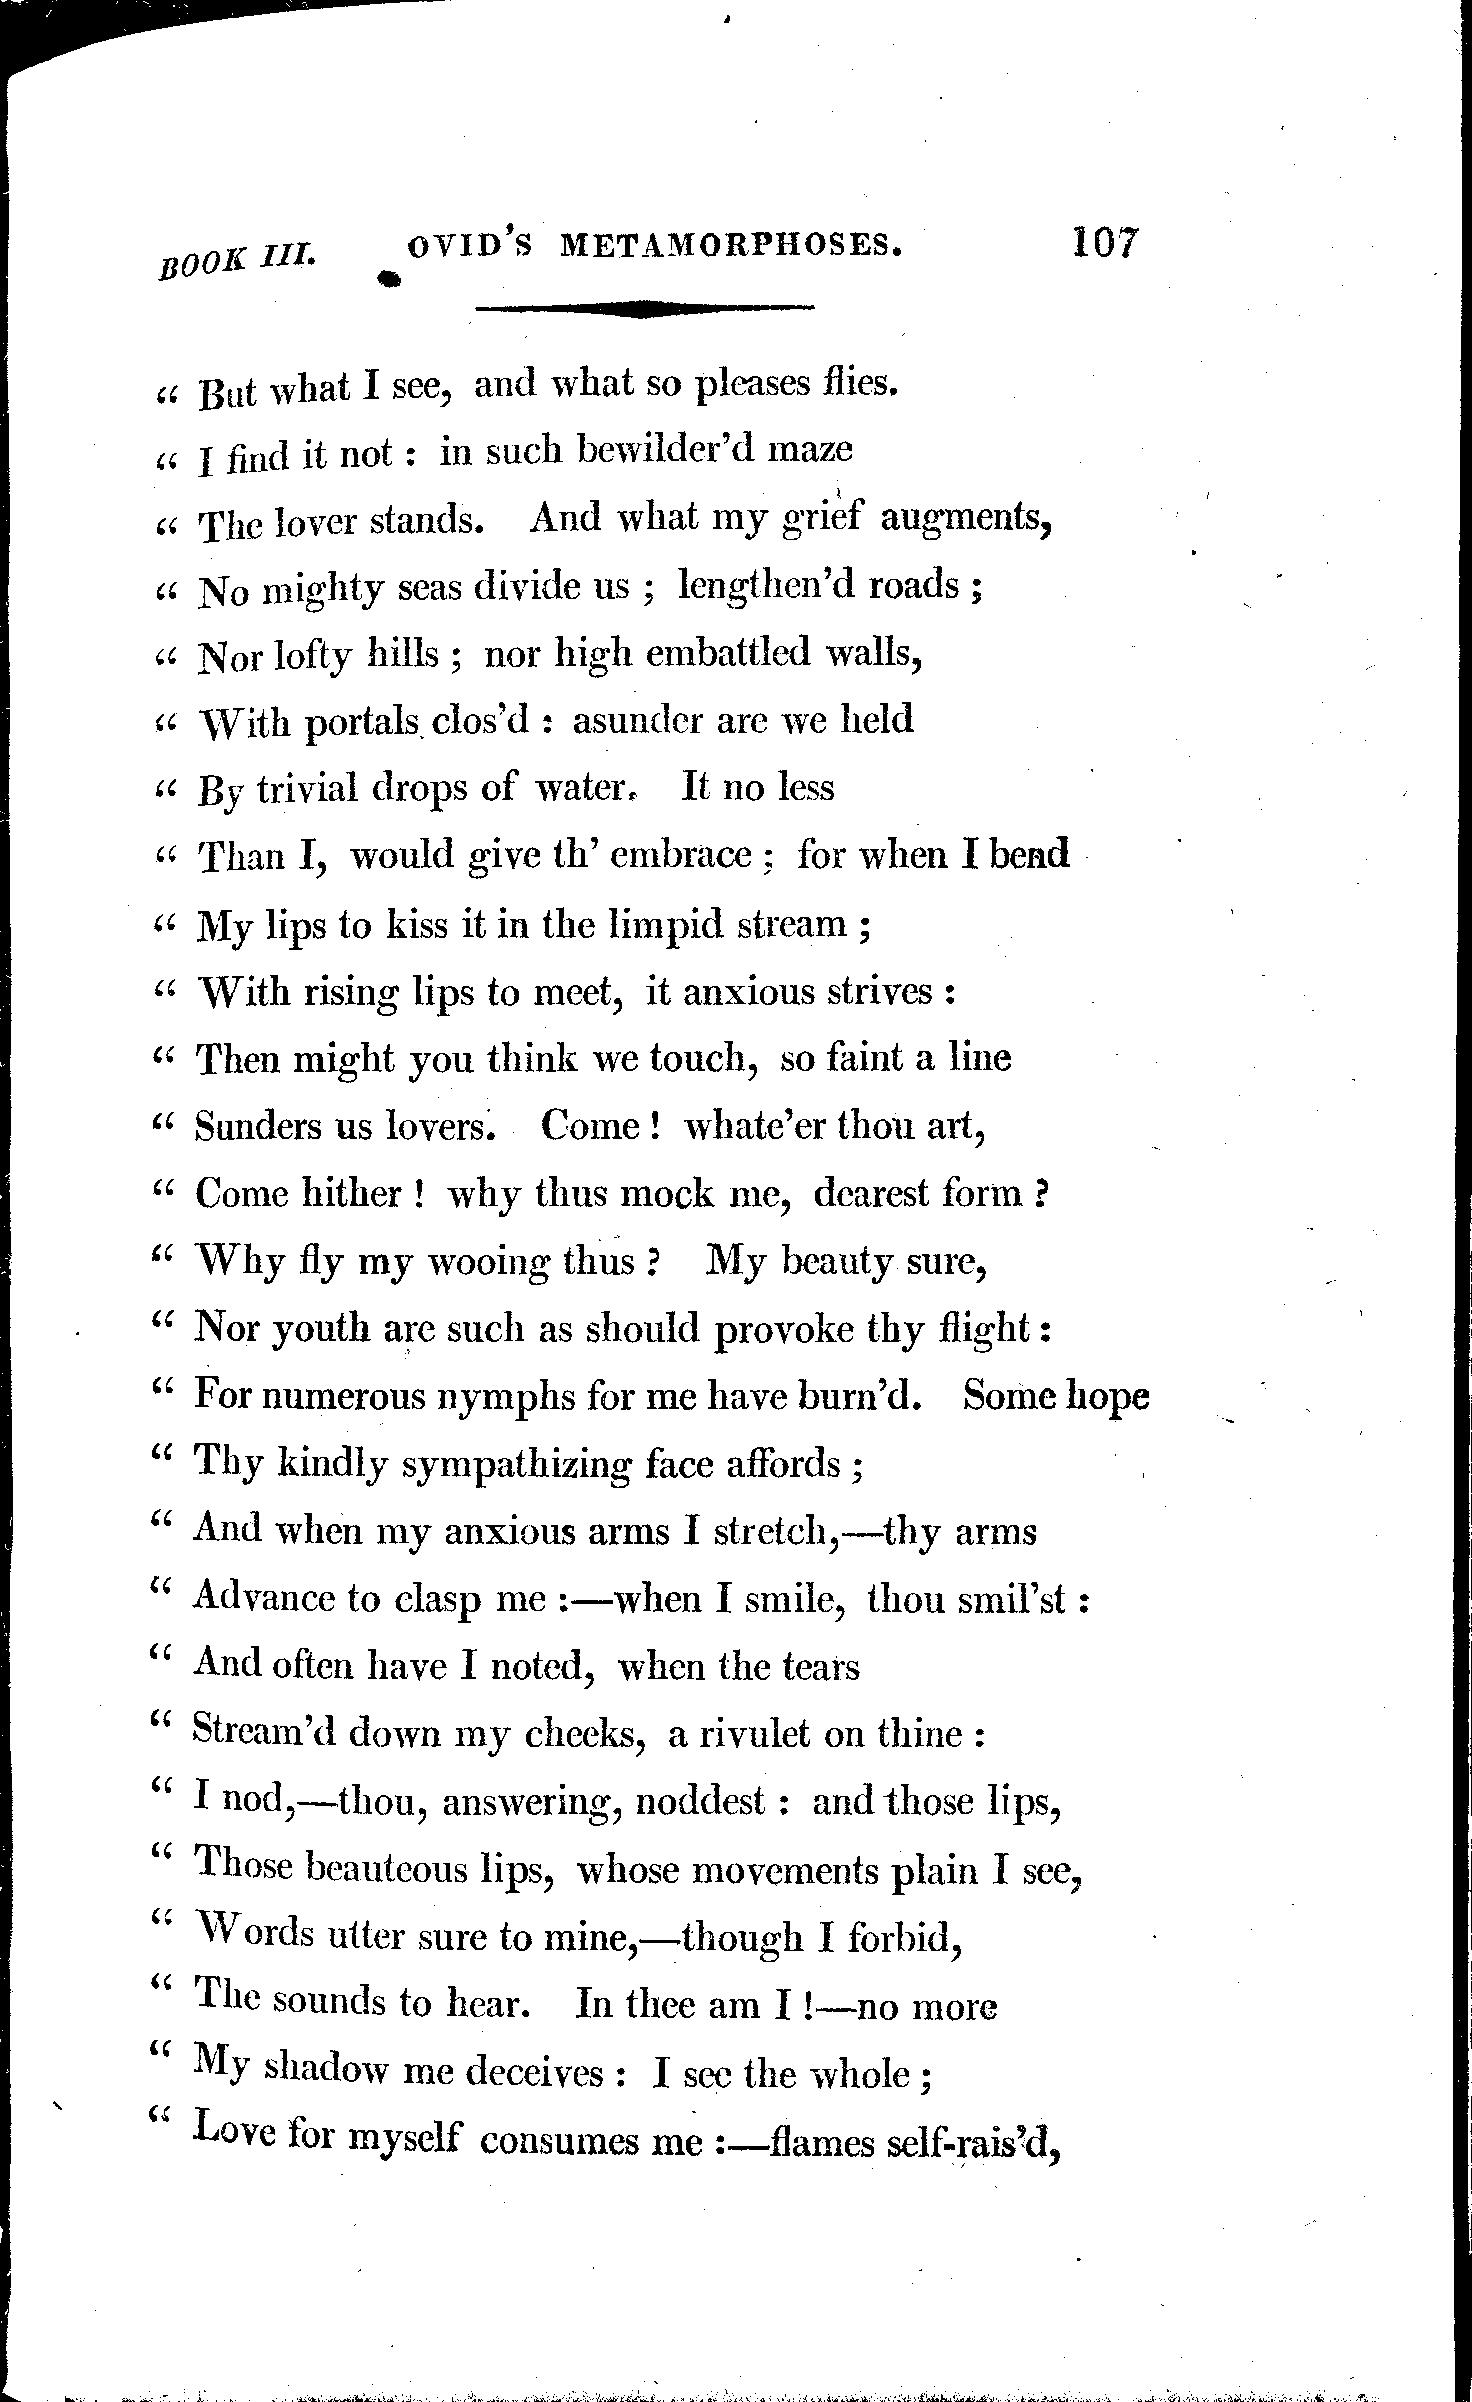 BOOK III. OVID'S METAMORPHOSES. 107
“ But what I see, and what so pleases flies.
“ I find it not : in such bewilder'd maze
“ The lover stands. And what my grief augments,
“ No mighty seas divide us ; lengthen'd roads ;
“ Nor lofty hills ; nor high embattled walls,
“ With portals clos'd : asunder are we held
“ By trivial drops of water. It no less
“ Than I, would give th' embrace ; for when I bend
“ My lips to kiss it in the limpid stream ;
“ With rising lips to meet, it anxious strives :
“ Then might you think we touch, so faint a line
“ Sunders us lovers. Come ! whate'er thou art,
“ Come hither ! why thus mock me, dearest form ?
“ Why fly my wooing thus ? My beauty sure,
“ Nor youth are such as should provoke thy flight :
“ For numerous nymphs for me have burn'd. Some hope
“ Thy kindly sympathizing face affords ;
“ And when my anxious arms I stretch,—thy arms
“ Advance to clasp me :—when I smile, thou smil'st :
“ And often have I noted, when the tears
“ Stream'd down my cheeks, a rivulet on thine :
“ I nod,—thou, answering, noddest : and those lips,
“ Those beauteous lips, whose movements plain I see,
“ Words utter sure to mine,—though I forbid,
“ The sounds to hear. In thee am I !—no more
“ My shadow me deceives : I see the whole ;
“ Love for myself consumes me :—flames self-rais'd,